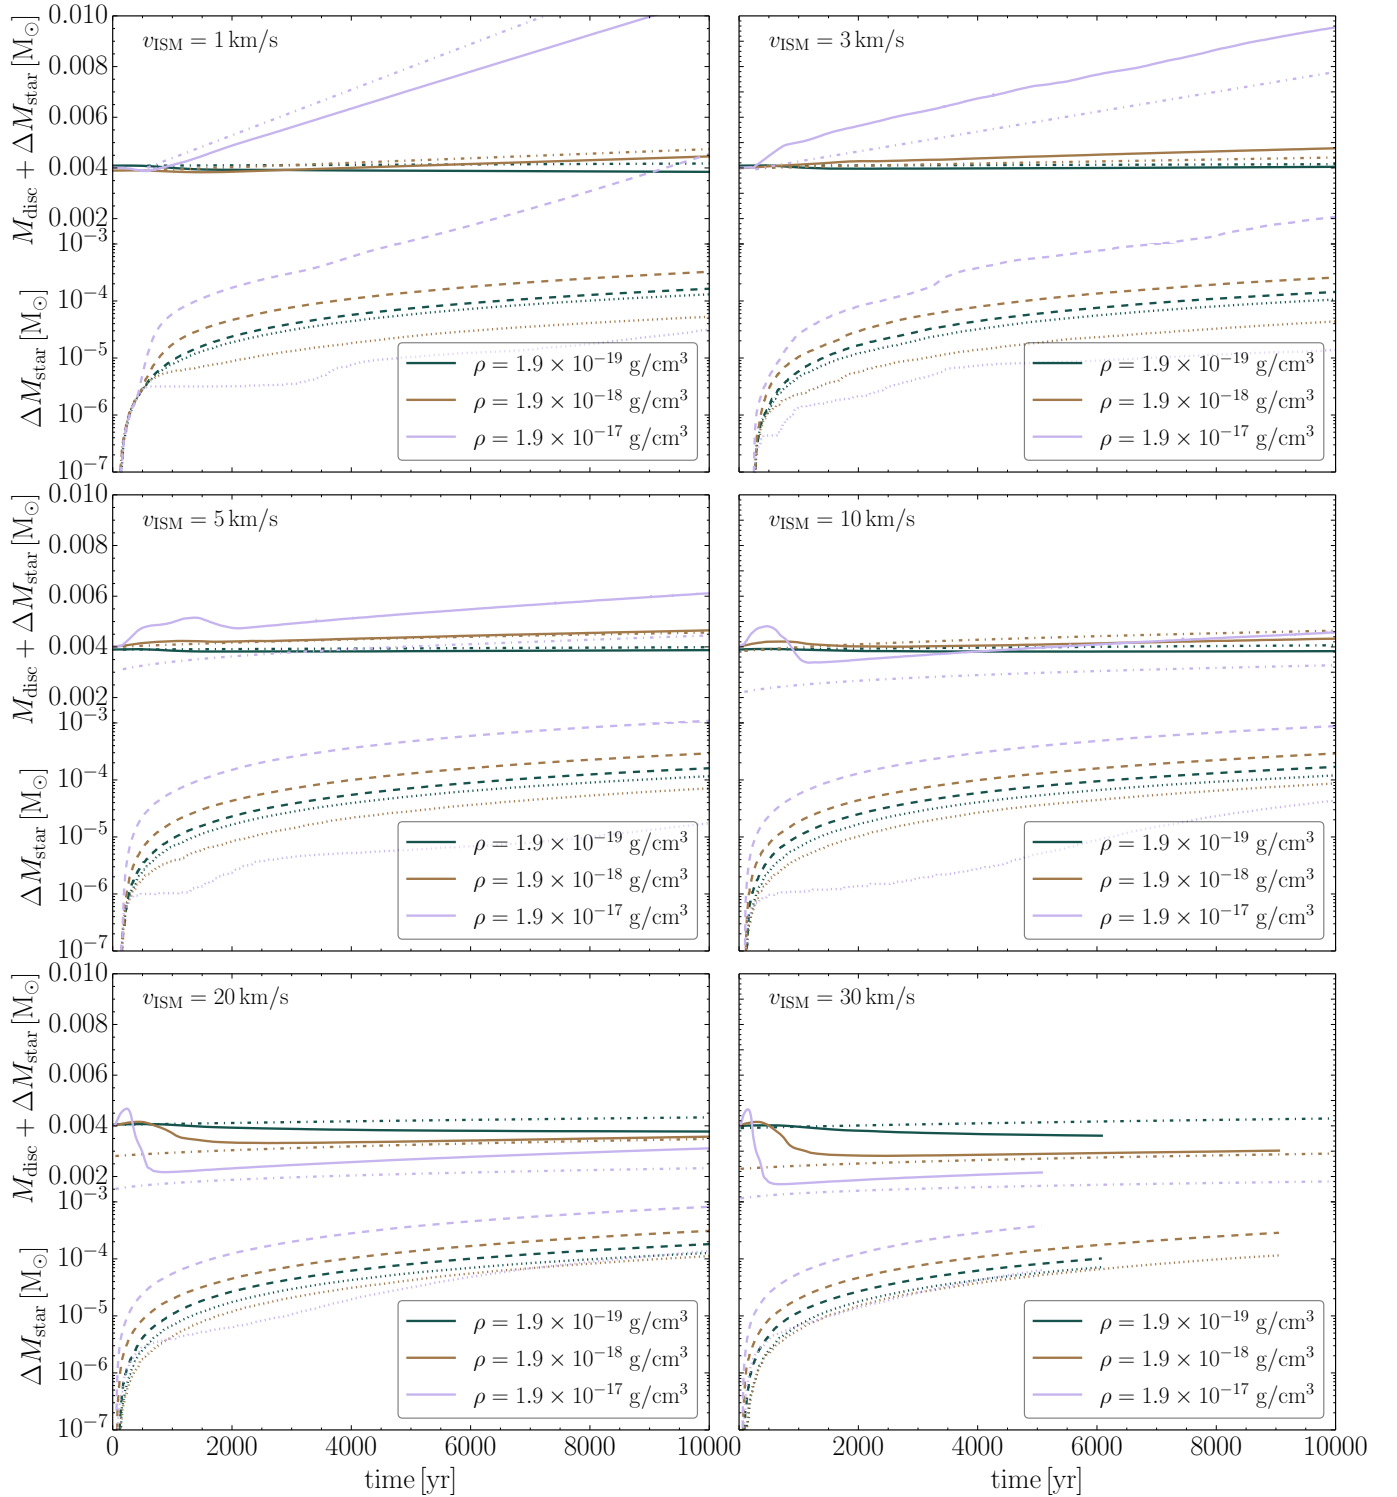 v_ISM = 1 km/s
M_disc + ΔM_star [M_⊙]
0.010
0.008
0.006
0.004
0.002
ΔM_star [M_⊙]
10^−3
10^−4
10^−5
10^−6
10^−7
ρ = 1.9 × 10^−19 g/cm^3
ρ = 1.9 × 10^−18 g/cm^3
ρ = 1.9 × 10^−17 g/cm^3
v_ISM = 3 km/s
ρ = 1.9 × 10^−19 g/cm^3
ρ = 1.9 × 10^−18 g/cm^3
ρ = 1.9 × 10^−17 g/cm^3
v_ISM = 5 km/s
M_disc + ΔM_star [M_⊙]
0.010
0.008
0.006
0.004
0.002
ΔM_star [M_⊙]
10^−3
10^−4
10^−5
10^−6
10^−7
ρ = 1.9 × 10^−19 g/cm^3
ρ = 1.9 × 10^−18 g/cm^3
ρ = 1.9 × 10^−17 g/cm^3
v_ISM = 10 km/s
ρ = 1.9 × 10^−19 g/cm^3
ρ = 1.9 × 10^−18 g/cm^3
ρ = 1.9 × 10^−17 g/cm^3
v_ISM = 20 km/s
M_disc + ΔM_star [M_⊙]
0.010
0.008
0.006
0.004
0.002
ΔM_star [M_⊙]
10^−3
10^−4
10^−5
10^−6
10^−7
ρ = 1.9 × 10^−19 g/cm^3
ρ = 1.9 × 10^−18 g/cm^3
ρ = 1.9 × 10^−17 g/cm^3
0 2000 4000 6000 8000 10000
time [yr]
v_ISM = 30 km/s
ρ = 1.9 × 10^−19 g/cm^3
ρ = 1.9 × 10^−18 g/cm^3
ρ = 1.9 × 10^−17 g/cm^3
2000 4000 6000 8000 10000
time [yr]